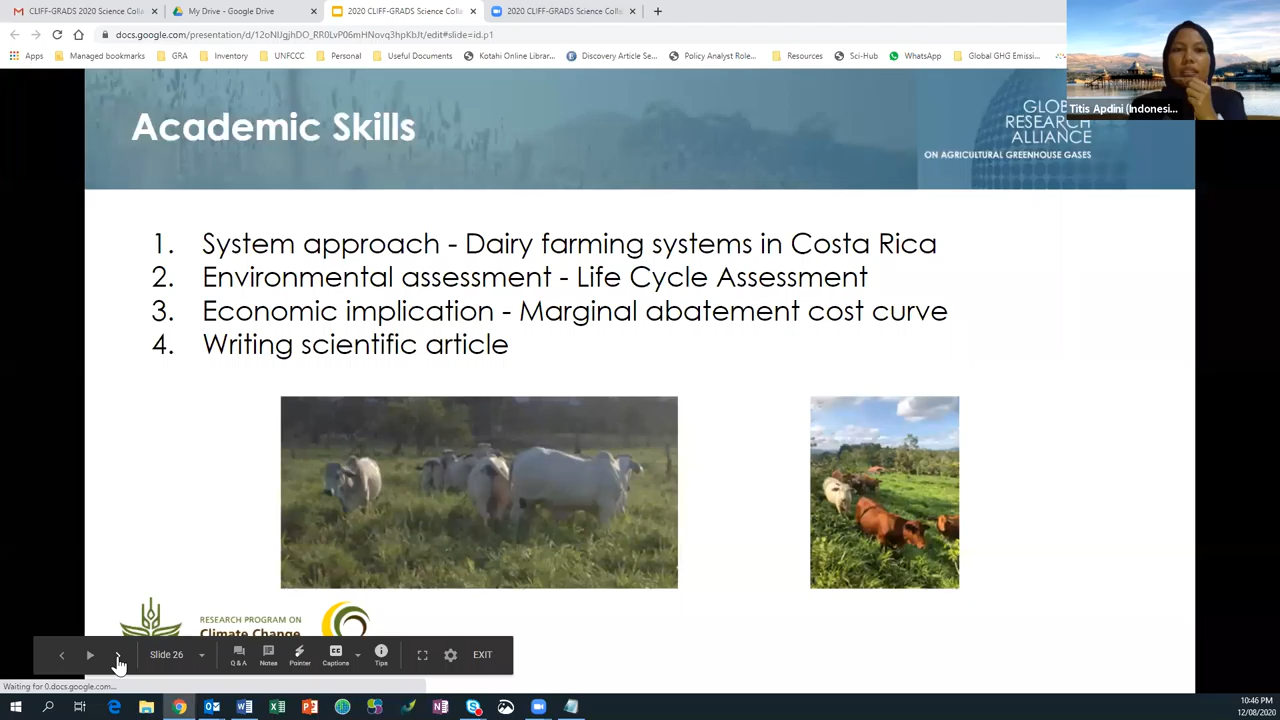 CLIFF-GRADS 2020 Science Colla
My Drive - Google Drive
2020 CLIFF-GRADS Science Colla
2020 CLIFF-GRADS Science Colla
docs.google.com/presentation/d/
/edit#slide=id.p1
Apps
Managed bookmarks
GRA
Inventory
UNFCCC
Personal
Useful Documents
Kotahi Online Librar...
Discovery Article Se...
Policy Analyst Role...
Resources
Sci-Hub
WhatsApp
Global GHG Emissi...
Titis Apdini (Indonesi...
Academic Skills
GLOB
RESEARCH
ALLIANCE
ON AGRICULTURAL GREENHOUSE GASES
1. System approach - Dairy farming systems in Costa Rica
2. Environmental assessment - Life Cycle Assessment
3. Economic implication - Marginal abatement cost curve
4. Writing scientific article
RESEARCH PROGRAM ON
Climate Change
Slide 26
Q & A
Notes
Pointer
Captions
Tips
EXIT
Waiting for 0.docs.google.com...
10:46 PM
12/08/2020